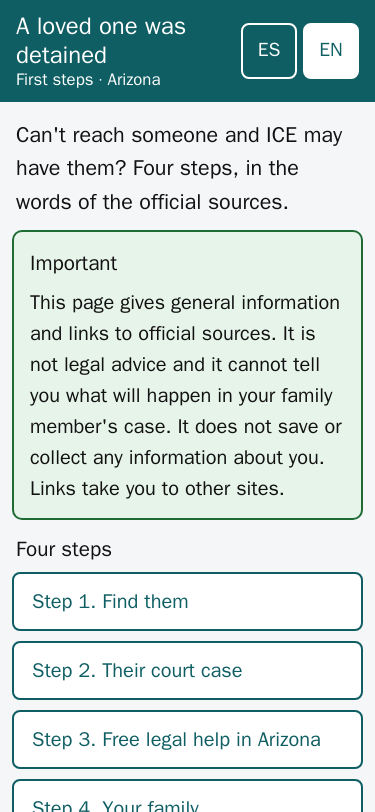 A loved one was
detained
First steps · Arizona
ES
EN
Can't reach someone and ICE may
have them? Four steps, in the
words of the official sources.
Important
This page gives general information
and links to official sources. It is
not legal advice and it cannot tell
you what will happen in your family
member's case. It does not save or
collect any information about you.
Links take you to other sites.
Four steps
Step 1. Find them
Step 2. Their court case
Step 3. Free legal help in Arizona
Step 4. Your family